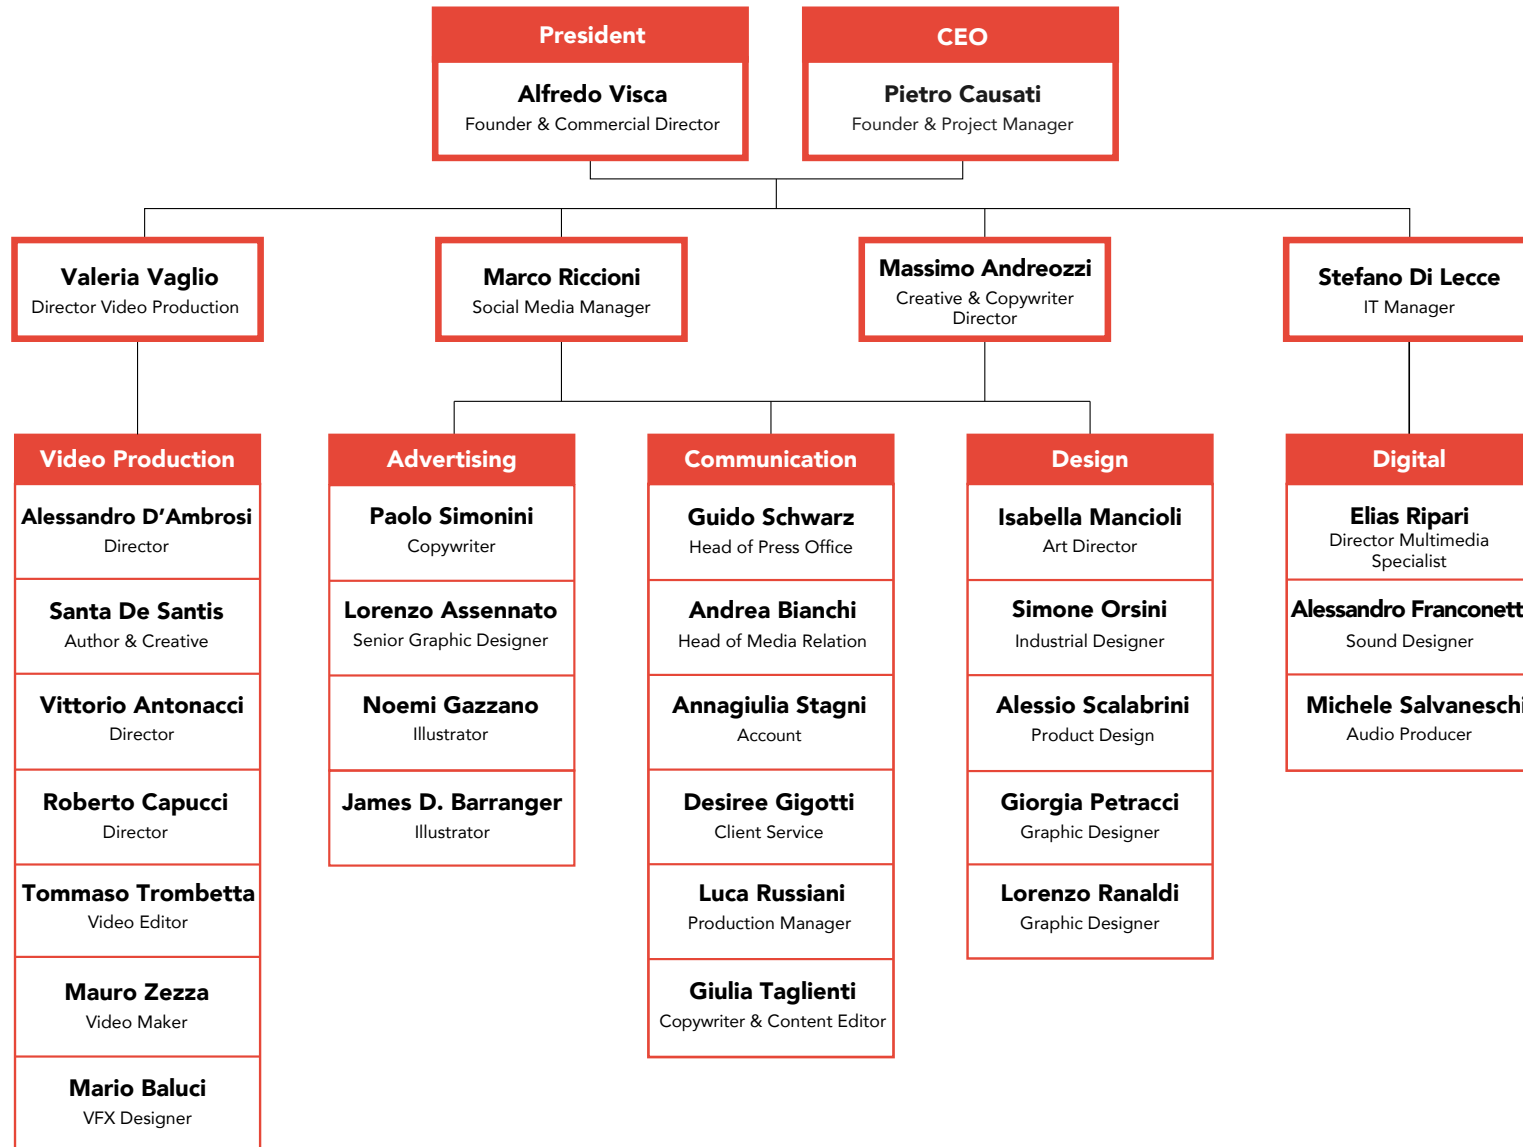 President
Alfredo Visca
Founder & Commercial Director
CEO
Pietro Causati
Founder & Project Manager
Valeria Vaglio
Director Video Production
Marco Riccioni
Social Media Manager
Massimo Andreozzi
Creative & Copywriter
Director
Stefano Di Lecce
IT Manager
Video Production
Alessandro D’Ambrosi
Director
Santa De Santis
Author & Creative
Vittorio Antonacci
Director
Roberto Capucci
Director
Tommaso Trombetta
Video Editor
Mauro Zezza
Video Maker
Mario Baluci
VFX Designer
Advertising
Paolo Simonini
Copywriter
Lorenzo Assennato
Senior Graphic Designer
Noemi Gazzano
Illustrator
James D. Barranger
Illustrator
Communication
Guido Schwarz
Head of Press Office
Andrea Bianchi
Head of Media Relation
Annagiulia Stagni
Account
Desiree Gigotti
Client Service
Luca Russiani
Production Manager
Giulia Taglienti
Copywriter & Content Editor
Design
Isabella Mancioli
Art Director
Simone Orsini
Industrial Designer
Alessio Scalabrini
Product Design
Giorgia Petracci
Graphic Designer
Lorenzo Ranaldi
Graphic Designer
Digital
Elias Ripari
Director Multimedia
Specialist
Alessandro Franconett
Sound Designer
Michele Salvaneschi
Audio Producer